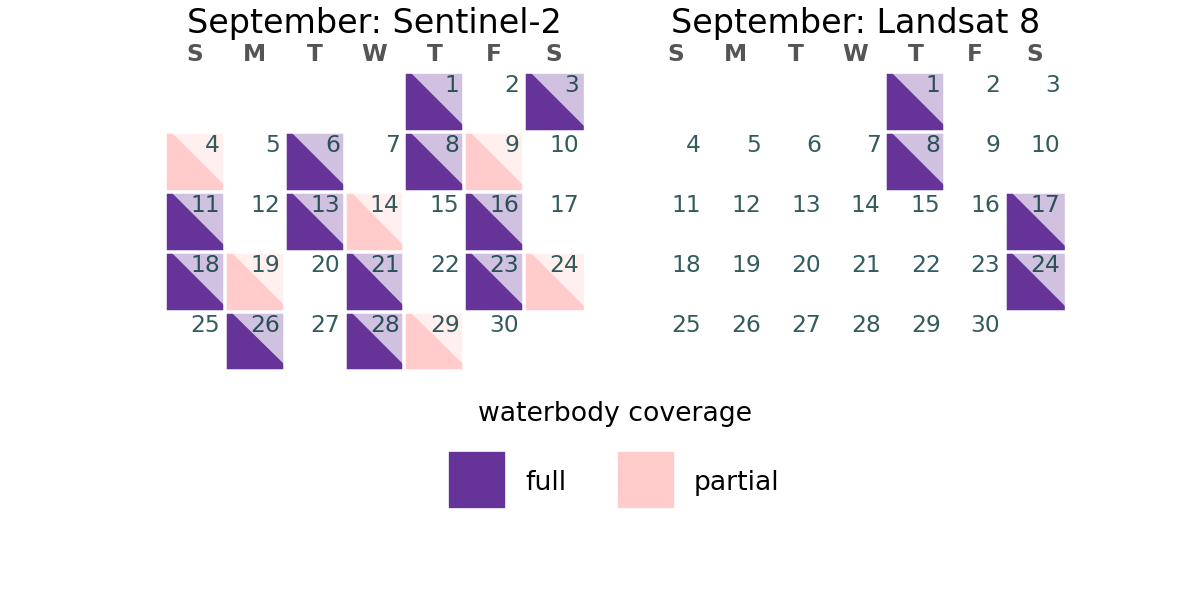 September: Sentinel-2
S M T W T F S
1 2 3
4 5 6 7 8 9 10
11 12 13 14 15 16 17
18 19 20 21 22 23 24
25 26 27 28 29 30
September: Landsat 8
S M T W T F S
1 2 3
4 5 6 7 8 9 10
11 12 13 14 15 16 17
18 19 20 21 22 23 24
25 26 27 28 29 30
waterbody coverage
full partial